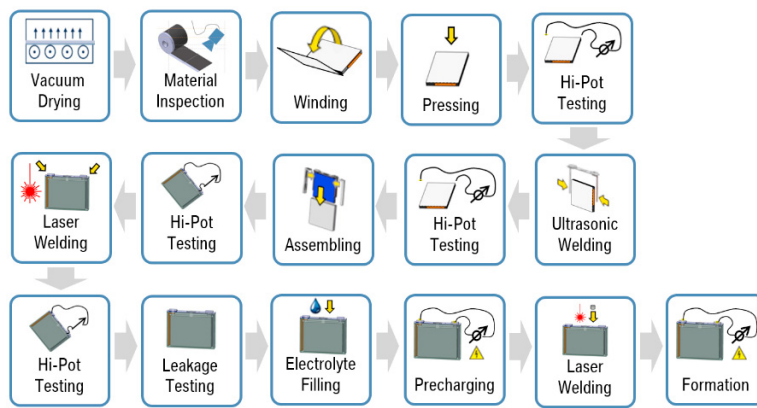 Vacuum
Drying
Material
Inspection
Winding
Pressing
Hi-Pot
Testing
Laser
Welding
Hi-Pot
Testing
Assembling
Hi-Pot
Testing
Ultrasonic
Welding
Hi-Pot
Testing
Leakage
Testing
Electrolyte
Filling
Precharging
Laser
Welding
Formation